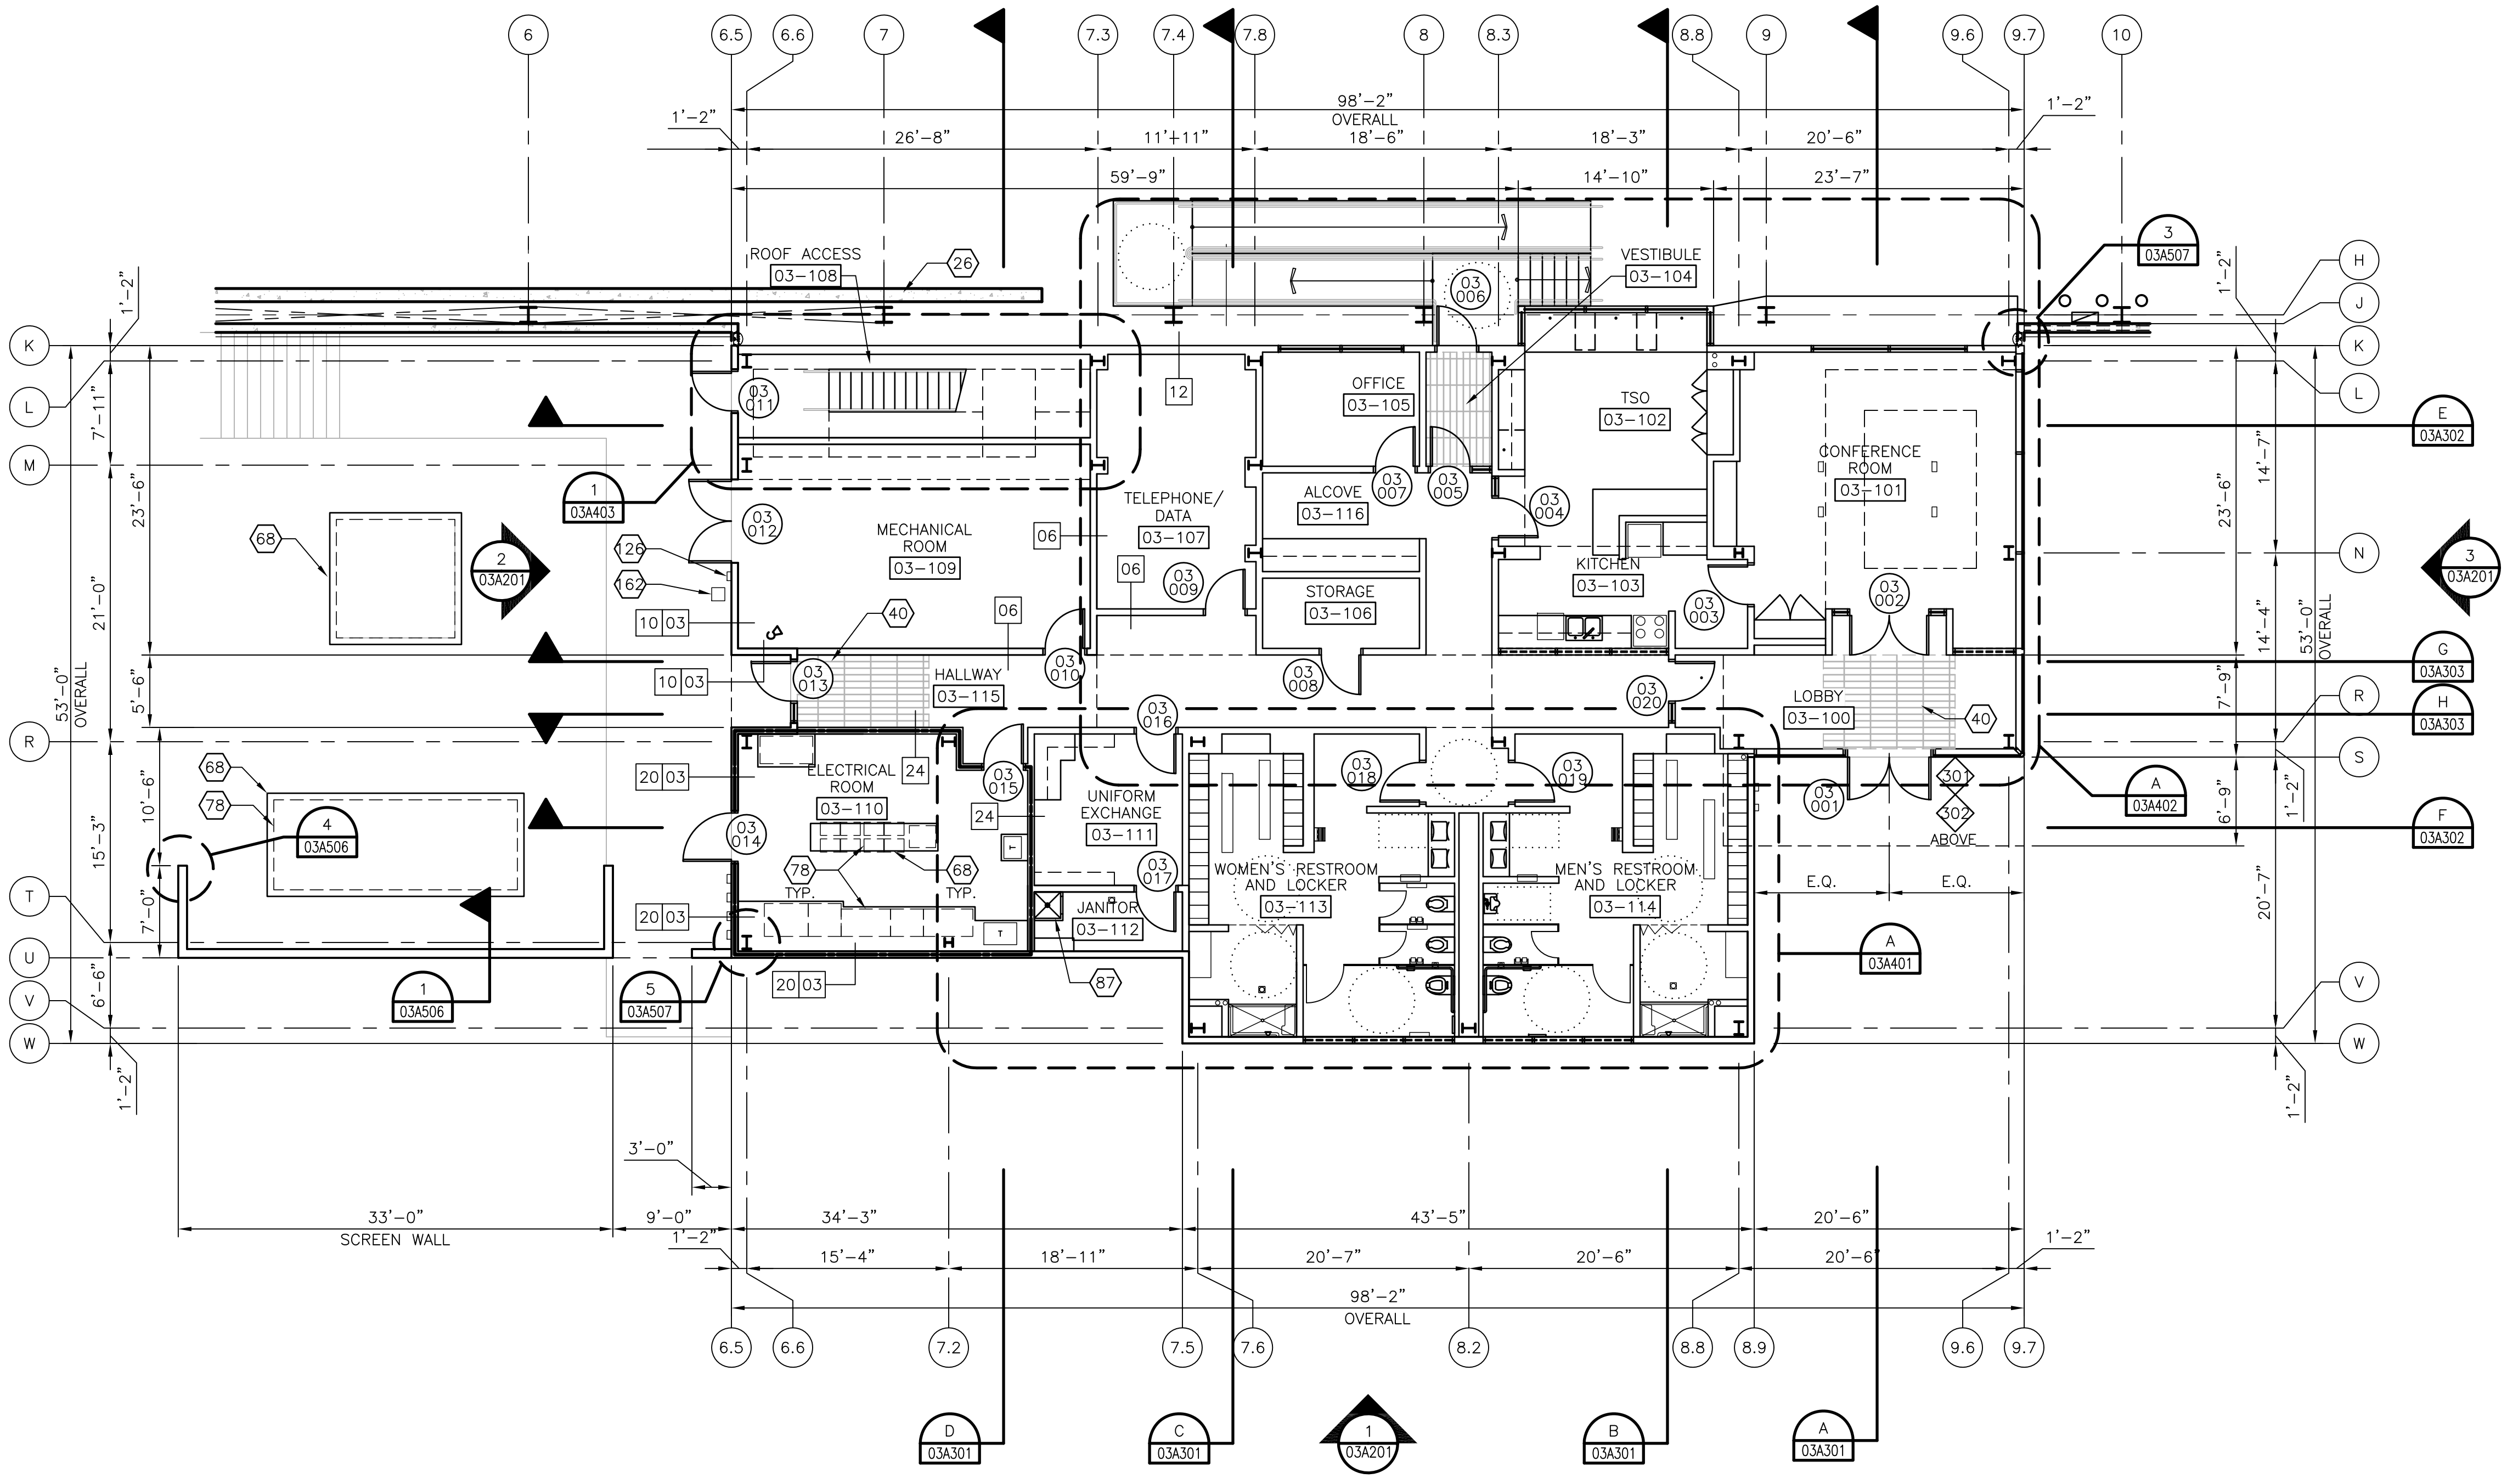 6 6.5 6.6 7 7.3 7.4 7.8 8 8.3 8.8 9 9.6 9.7 10
98'-2"
OVERALL
1'-2" 1'-2"
26'-8" 11'-11" 18'-6" 18'-3" 20'-6"
59'-9" 14'-10" 23'-7"
ROOF ACCESS
03-108
26
VESTIBULE
03-104
3
03A507
H
J
K
L
1'-2"
1'-2"
K
L
M
7'-11"
23'-6"
21'-0"
53'-0"
OVERALL
5'-6"
03
006
12
03
011
OFFICE
03-105
TSO
03-102
CONFERENCE
ROOM
03-101
E
03A302
1
03A403
03
007
03
005
03
004
ALCOVE
03-116
TELEPHONE/
DATA
03-107
MECHANICAL
ROOM
03-109
03
012
06
06
06
68
2
03A201
126
162
10 03
10 03
40
03
009
STORAGE
03-106
KITCHEN
03-103
03
003
03
002
14'-7"
23'-6"
N
3
03A201
14'-4"
53'-0"
OVERALL
03
013
HALLWAY
03-115
03
010
03
008
03
020
LOBBY
03-100
40
7'-9"
G
03A303
R
H
03A303
S
03
016
R
10'-6"
15'-3"
7'-0"
68
78
4
03A506
20 03
ELECTRICAL
ROOM
03-110
24
24
03
015
03
014
UNIFORM
EXCHANGE
03-111
03
018
03
019
03
001
301
302
ABOVE
A
03A402
6'-9"
1'-2"
F
03A302
78
TYP.
68
TYP.
T
03
017
JANITOR
03-112
WOMEN'S RESTROOM
AND LOCKER
03-113
MEN'S RESTROOM
AND LOCKER
03-114
E.Q. E.Q.
20'-7"
T
U
V
W
6'-6"
1'-2"
20 03
T
20 03
87
1
03A506
5
03A507
A
03A401
V
W
1'-2"
3'-0"
33'-0"
SCREEN WALL
9'-0" 34'-3" 43'-5" 20'-6"
1'-2" 1'-2"
15'-4" 18'-11" 20'-7" 20'-6" 20'-6"
98'-2"
OVERALL
6.5 6.6 7.2 7.5 7.6 8.2 8.8 8.9 9.6 9.7
D
03A301
C
03A301
1
03A201
B
03A301
A
03A301